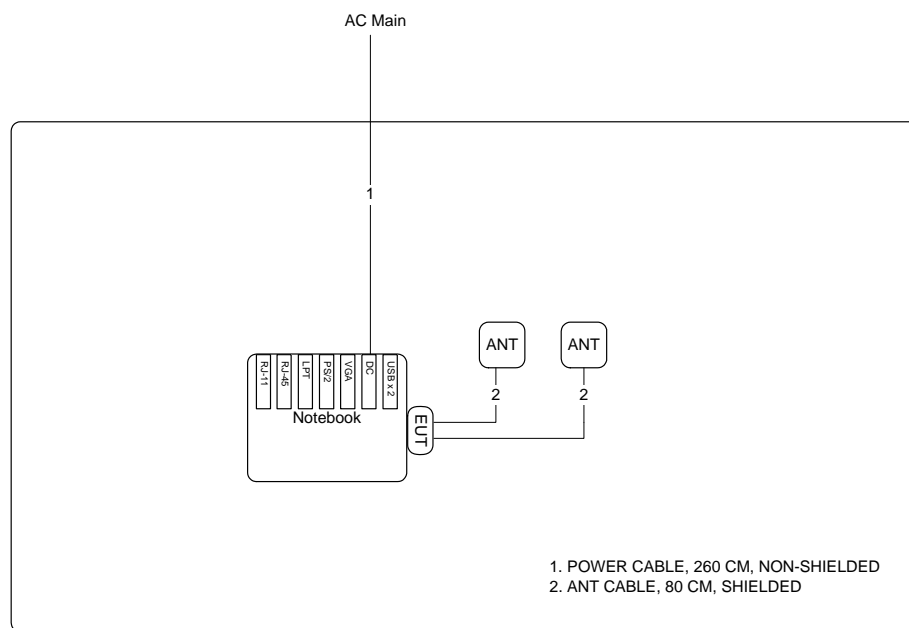 AC Main
1
ANT
ANT
2
2
RJ-11
RJ-45
LPT
PS/2
VGA
DC
USB x 2
Notebook
EUT
1. POWER CABLE, 260 CM, NON-SHIELDED
2. ANT CABLE, 80 CM, SHIELDED